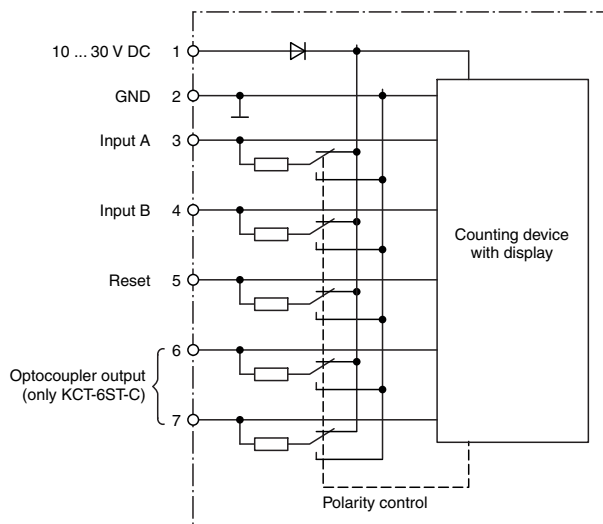 10 ... 30 V DC 1
GND 2
Input A 3
Input B 4
Counting device
with display
Reset 5
6
Optocoupler output
(only KCT-6ST-C)
7
Polarity control